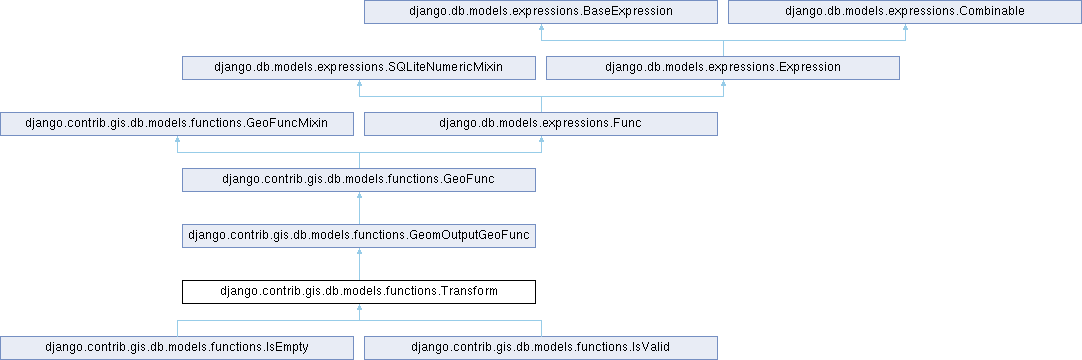 django.db.models.expressions.BaseExpression
django.db.models.expressions.Combinable
django.db.models.expressions.SQLiteNumericMixin
django.db.models.expressions.Expression
django.contrib.gis.db.models.functions.GeoFuncMixin
django.db.models.expressions.Func
django.contrib.gis.db.models.functions.GeoFunc
django.contrib.gis.db.models.functions.GeomOutputGeoFunc
django.contrib.gis.db.models.functions.Transform
django.contrib.gis.db.models.functions.IsEmpty
django.contrib.gis.db.models.functions.IsValid